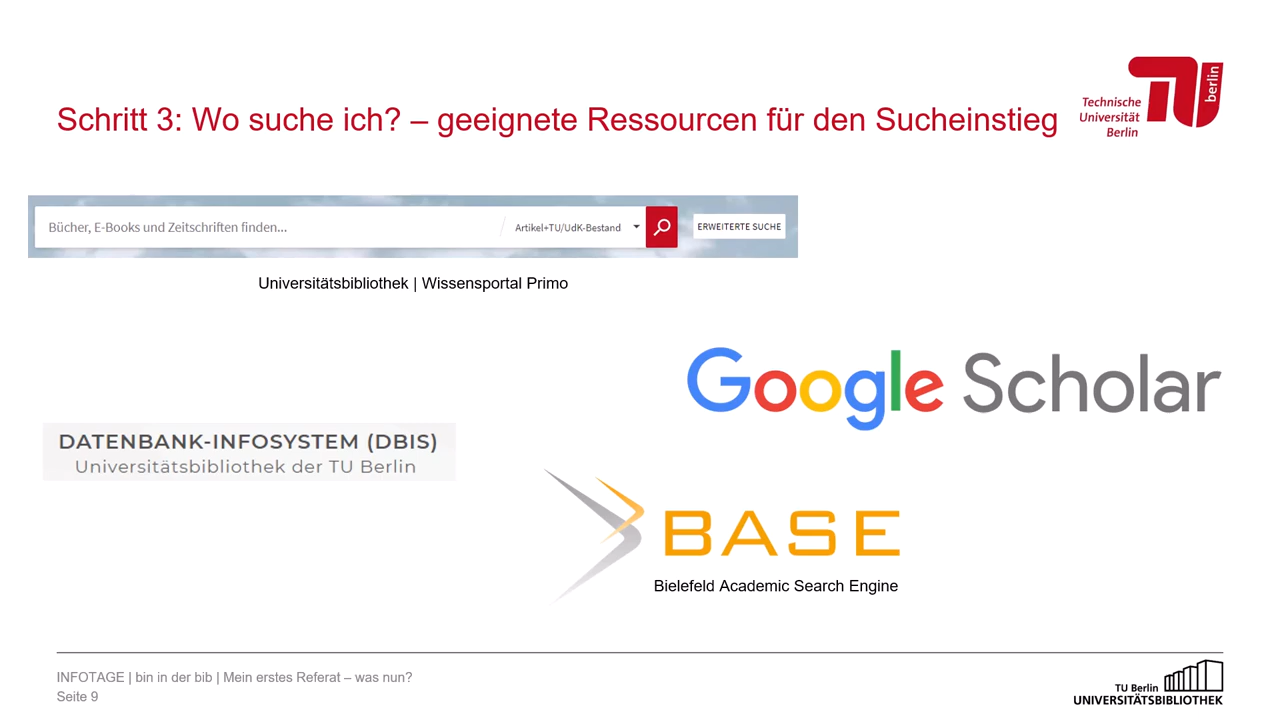 Schritt 3: Wo suche ich? – geeignete Ressourcen für den Sucheinstieg
Technische
Universität
Berlin
berlin
Bücher, E-Books und Zeitschriften finden...
Artikel+TU/UdK-Bestand
ERWEITERTE SUCHE
Universitätsbibliothek | Wissensportal Primo
Google Scholar
DATENBANK-INFOSYSTEM (DBIS)
Universitätsbibliothek der TU Berlin
BASE
Bielefeld Academic Search Engine
INFOTAGE | bin in der bib | Mein erstes Referat – was nun?
Seite 9
TU Berlin
UNIVERSITÄTSBIBLIOTHEK